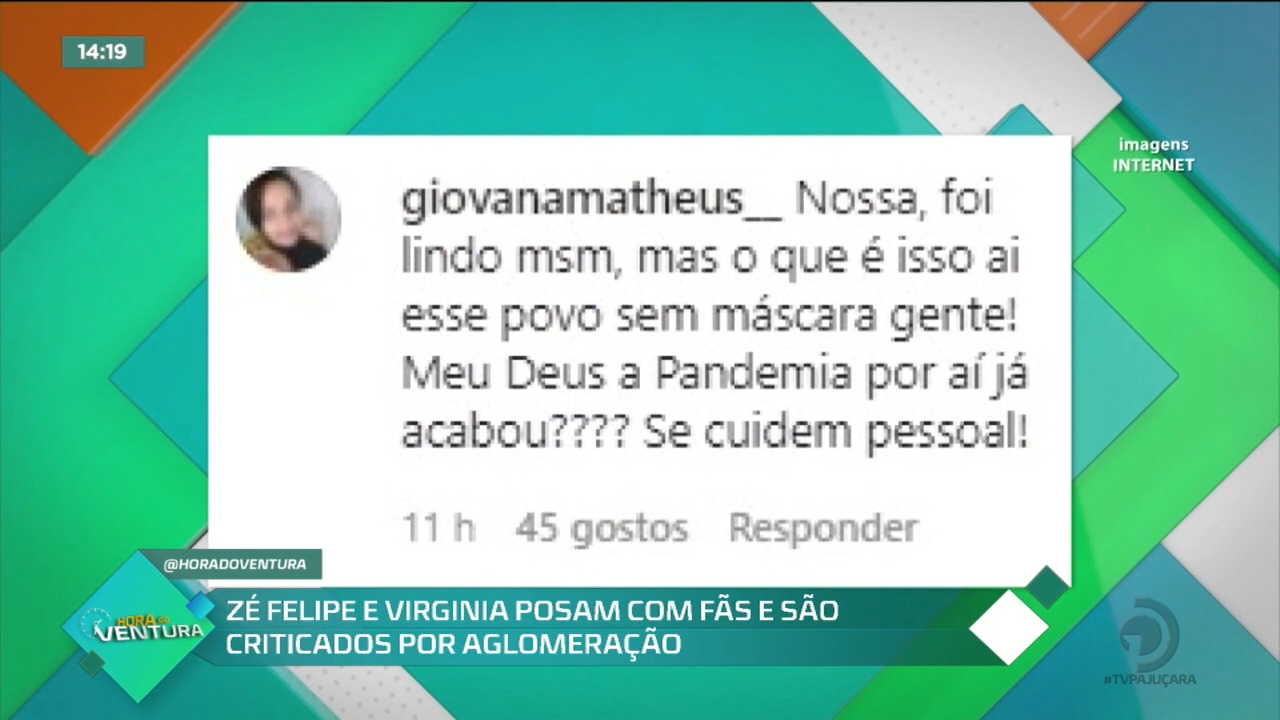 14:19
imagens
INTERNET
giovanamatheus__ Nossa, foi
lindo msm, mas o que é isso ai
esse povo sem máscara gente!
Meu Deus a Pandemia por aí já
acabou???? Se cuidem pessoal!
11 h 45 gostos Responder
@HORADOVENTURA
HORA do
VENTURA
ZÉ FELIPE E VIRGINIA POSAM COM FÃS E SÃO
CRITICADOS POR AGLOMERAÇÃO
#TVPAJUÇARA